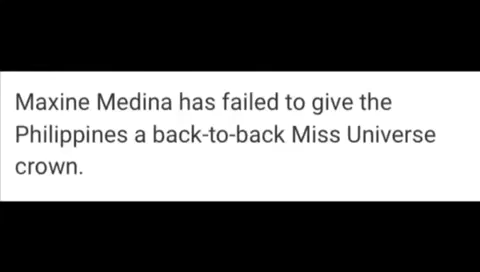 Maxine Medina has failed to give the
Philippines a back-to-back Miss Universe
crown.